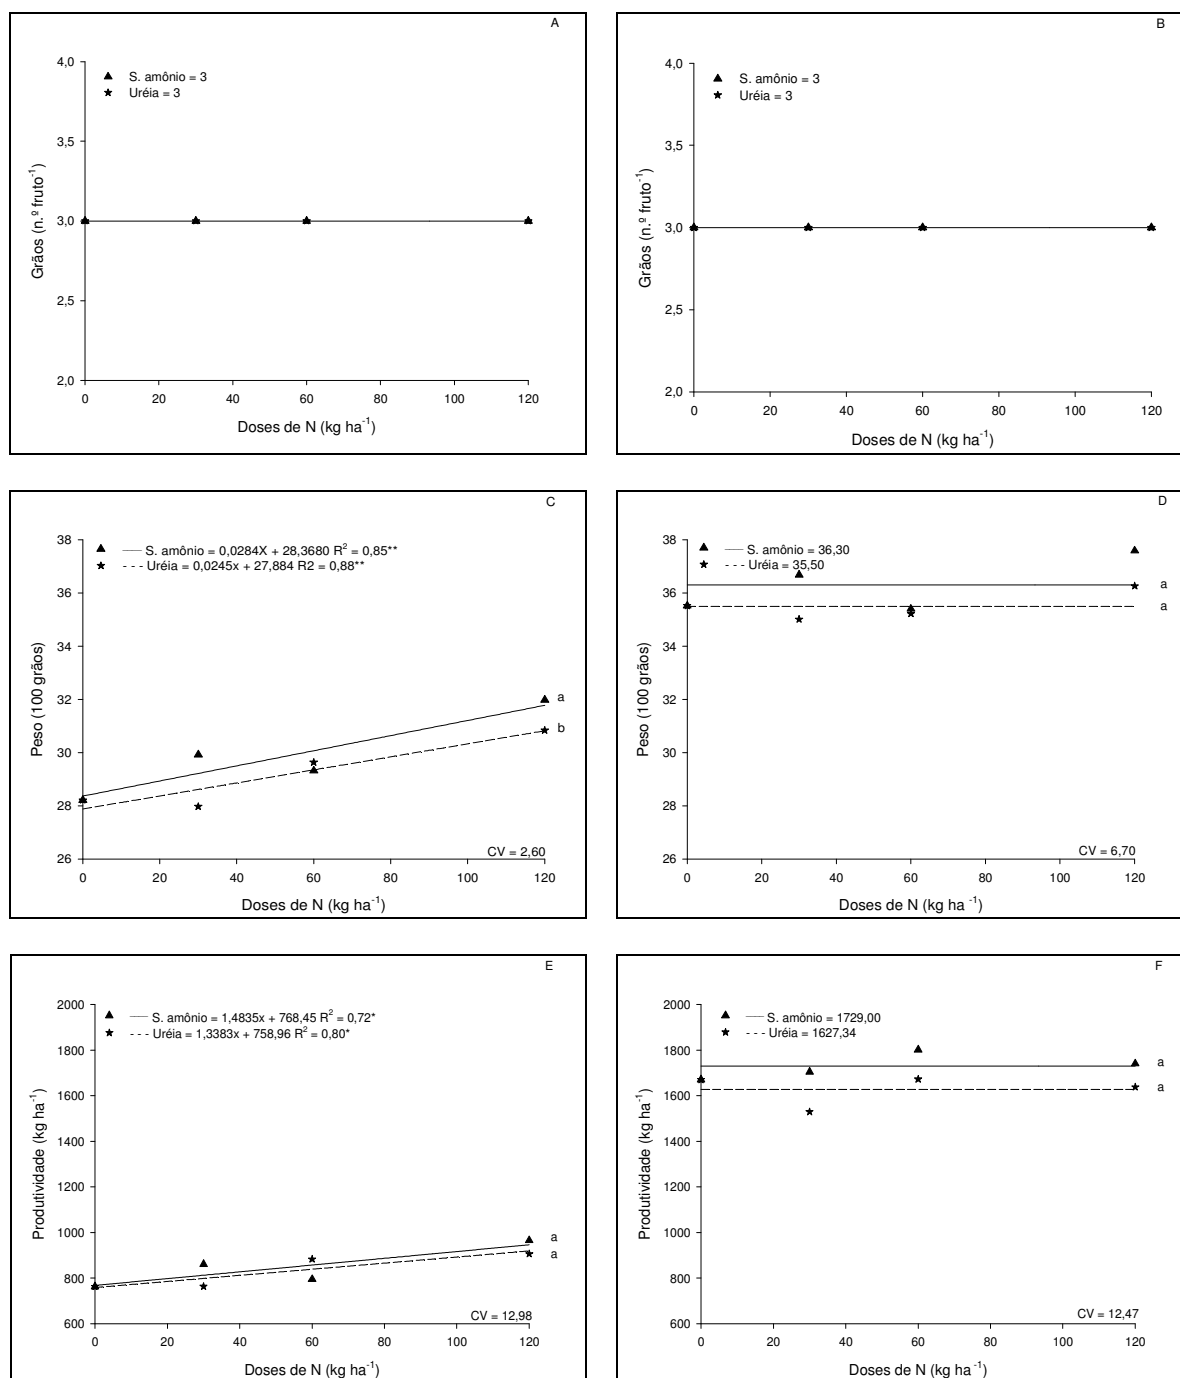 A
4,0
▲ S. amônio = 3
★ Uréia = 3
3,5
3,0
2,5
2,0
Grãos (n.º fruto⁻¹)
0 20 40 60 80 100 120
Doses de N (kg ha⁻¹)
B
4,0
▲ S. amônio = 3
★ Uréia = 3
3,5
3,0
2,5
2,0
Grãos (n.º fruto⁻¹)
0 20 40 60 80 100 120
Doses de N (kg ha⁻¹)
C
38
▲ — S. amônio = 0,0284X + 28,3680 R² = 0,85**
★ --- Uréia = 0,0245x + 27,884 R2 = 0,88**
36
34
32
30
28
26
Peso (100 grãos)
a
b
CV = 2,60
0 20 40 60 80 100 120
Doses de N (kg ha⁻¹)
D
38
▲ — S. amônio = 36,30
★ --- Uréia = 35,50
36
34
32
30
28
26
Peso (100 grãos)
a
a
CV = 6,70
0 20 40 60 80 100 120
Doses de N (kg ha ⁻¹)
E
2000
▲ — S. amônio = 1,4835x + 768,45 R² = 0,72*
★ --- Uréia = 1,3383x + 758,96 R² = 0,80*
1800
1600
1400
1200
1000
800
600
Produtividade (kg ha⁻¹)
a
a
CV = 12,98
0 20 40 60 80 100 120
Doses de N (kg ha⁻¹)
F
2000
▲ — S. amônio = 1729,00
★ --- Uréia = 1627,34
1800
1600
1400
1200
1000
800
600
Produtividade (kg ha⁻¹)
a
a
CV = 12,47
0 20 40 60 80 100 120
Doses de N (kg ha⁻¹)